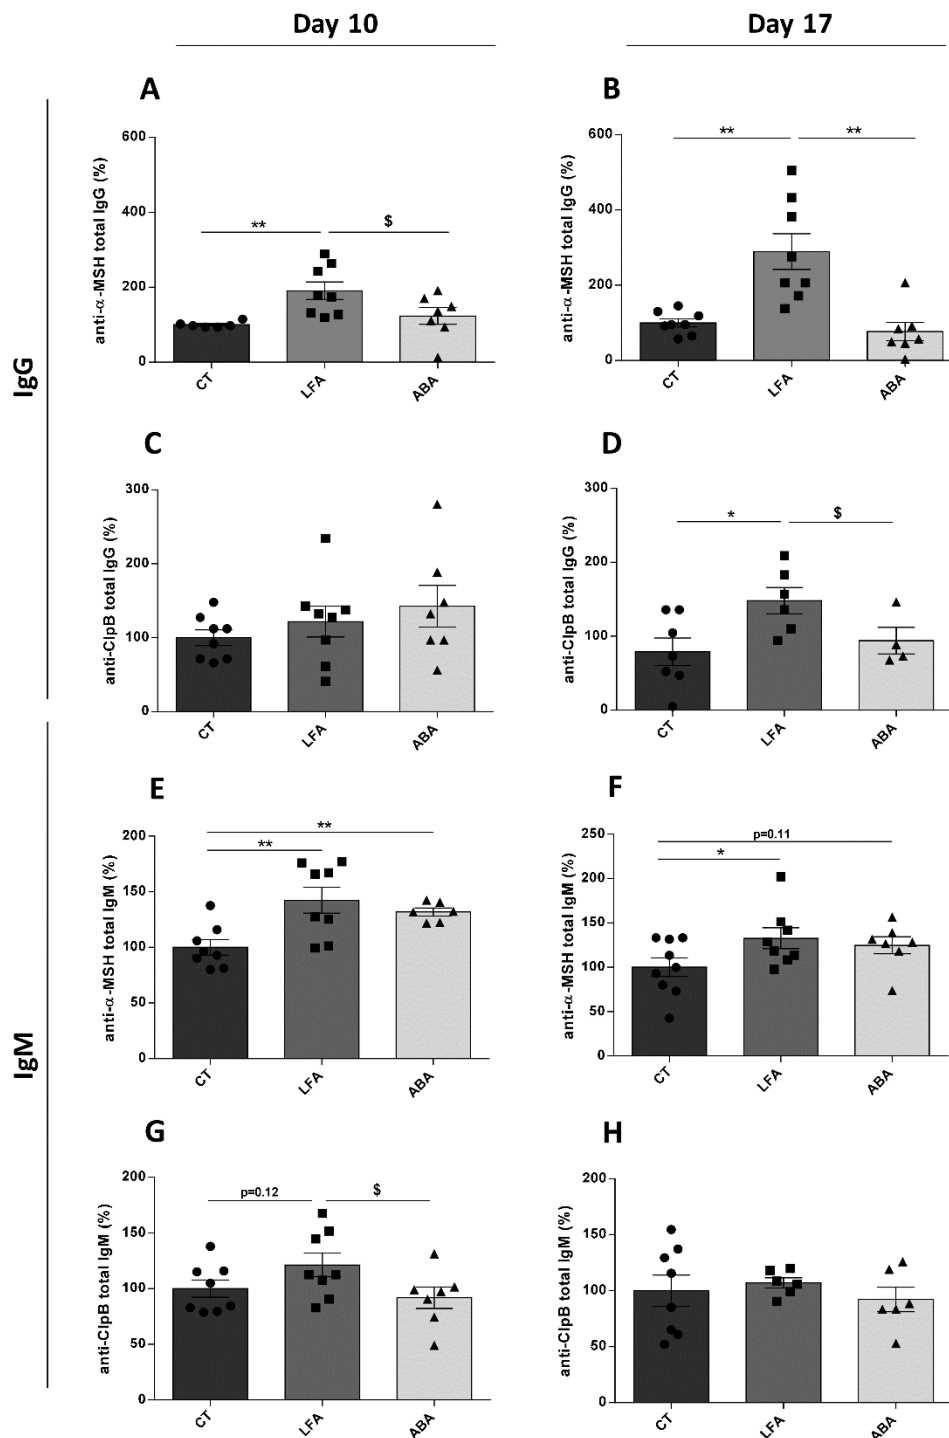 Day 10
Day 17
IgG
A
anti-α-MSH total IgG (%)
600
400
200
0
**
$
CT
LFA
ABA
B
anti-α-MSH total IgG (%)
600
400
200
0
**
**
CT
LFA
ABA
C
anti-ClpB total IgG (%)
300
200
100
0
CT
LFA
ABA
D
anti-ClpB total IgG (%)
300
200
100
0
*
$
CT
LFA
ABA
IgM
E
anti-α-MSH total IgM (%)
200
150
100
50
0
**
**
CT
LFA
ABA
F
anti-α-MSH total IgM (%)
250
200
150
100
50
0
p=0.11
*
CT
LFA
ABA
G
anti-ClpB total IgM (%)
200
150
100
50
0
p=0.12
$
CT
LFA
ABA
H
anti-ClpB total IgM (%)
200
150
100
50
0
CT
LFA
ABA